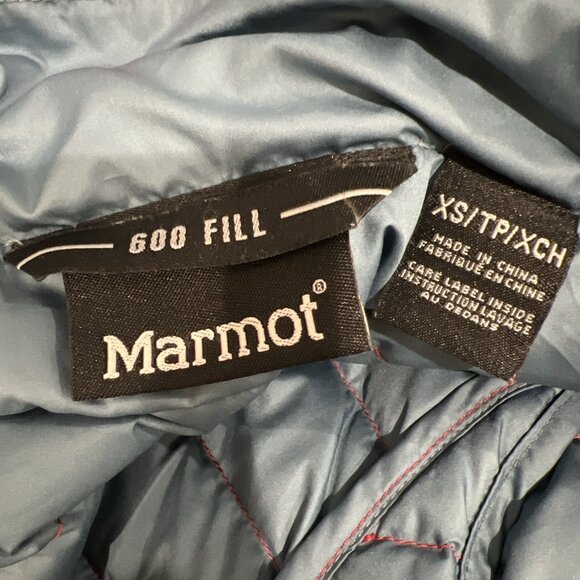 600 FILL
Marmot®
XS/TP/XCH
MADE IN CHINA
FABRIQUÉ EN CHINE
CARE LABEL INSIDE
INSTRUCTION LAVAGE
AU DEDANS